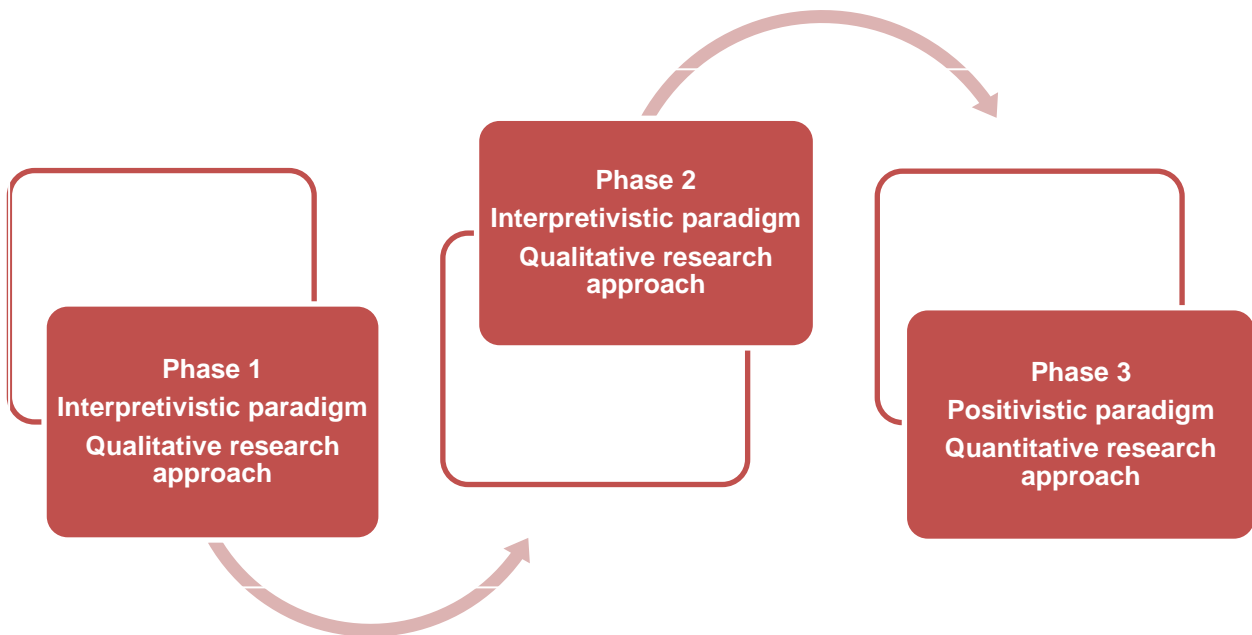 Phase 1
Interpretivistic paradigm
Qualitative research
approach
Phase 2
Interpretivistic paradigm
Qualitative research
approach
Phase 3
Positivistic paradigm
Quantitative research
approach